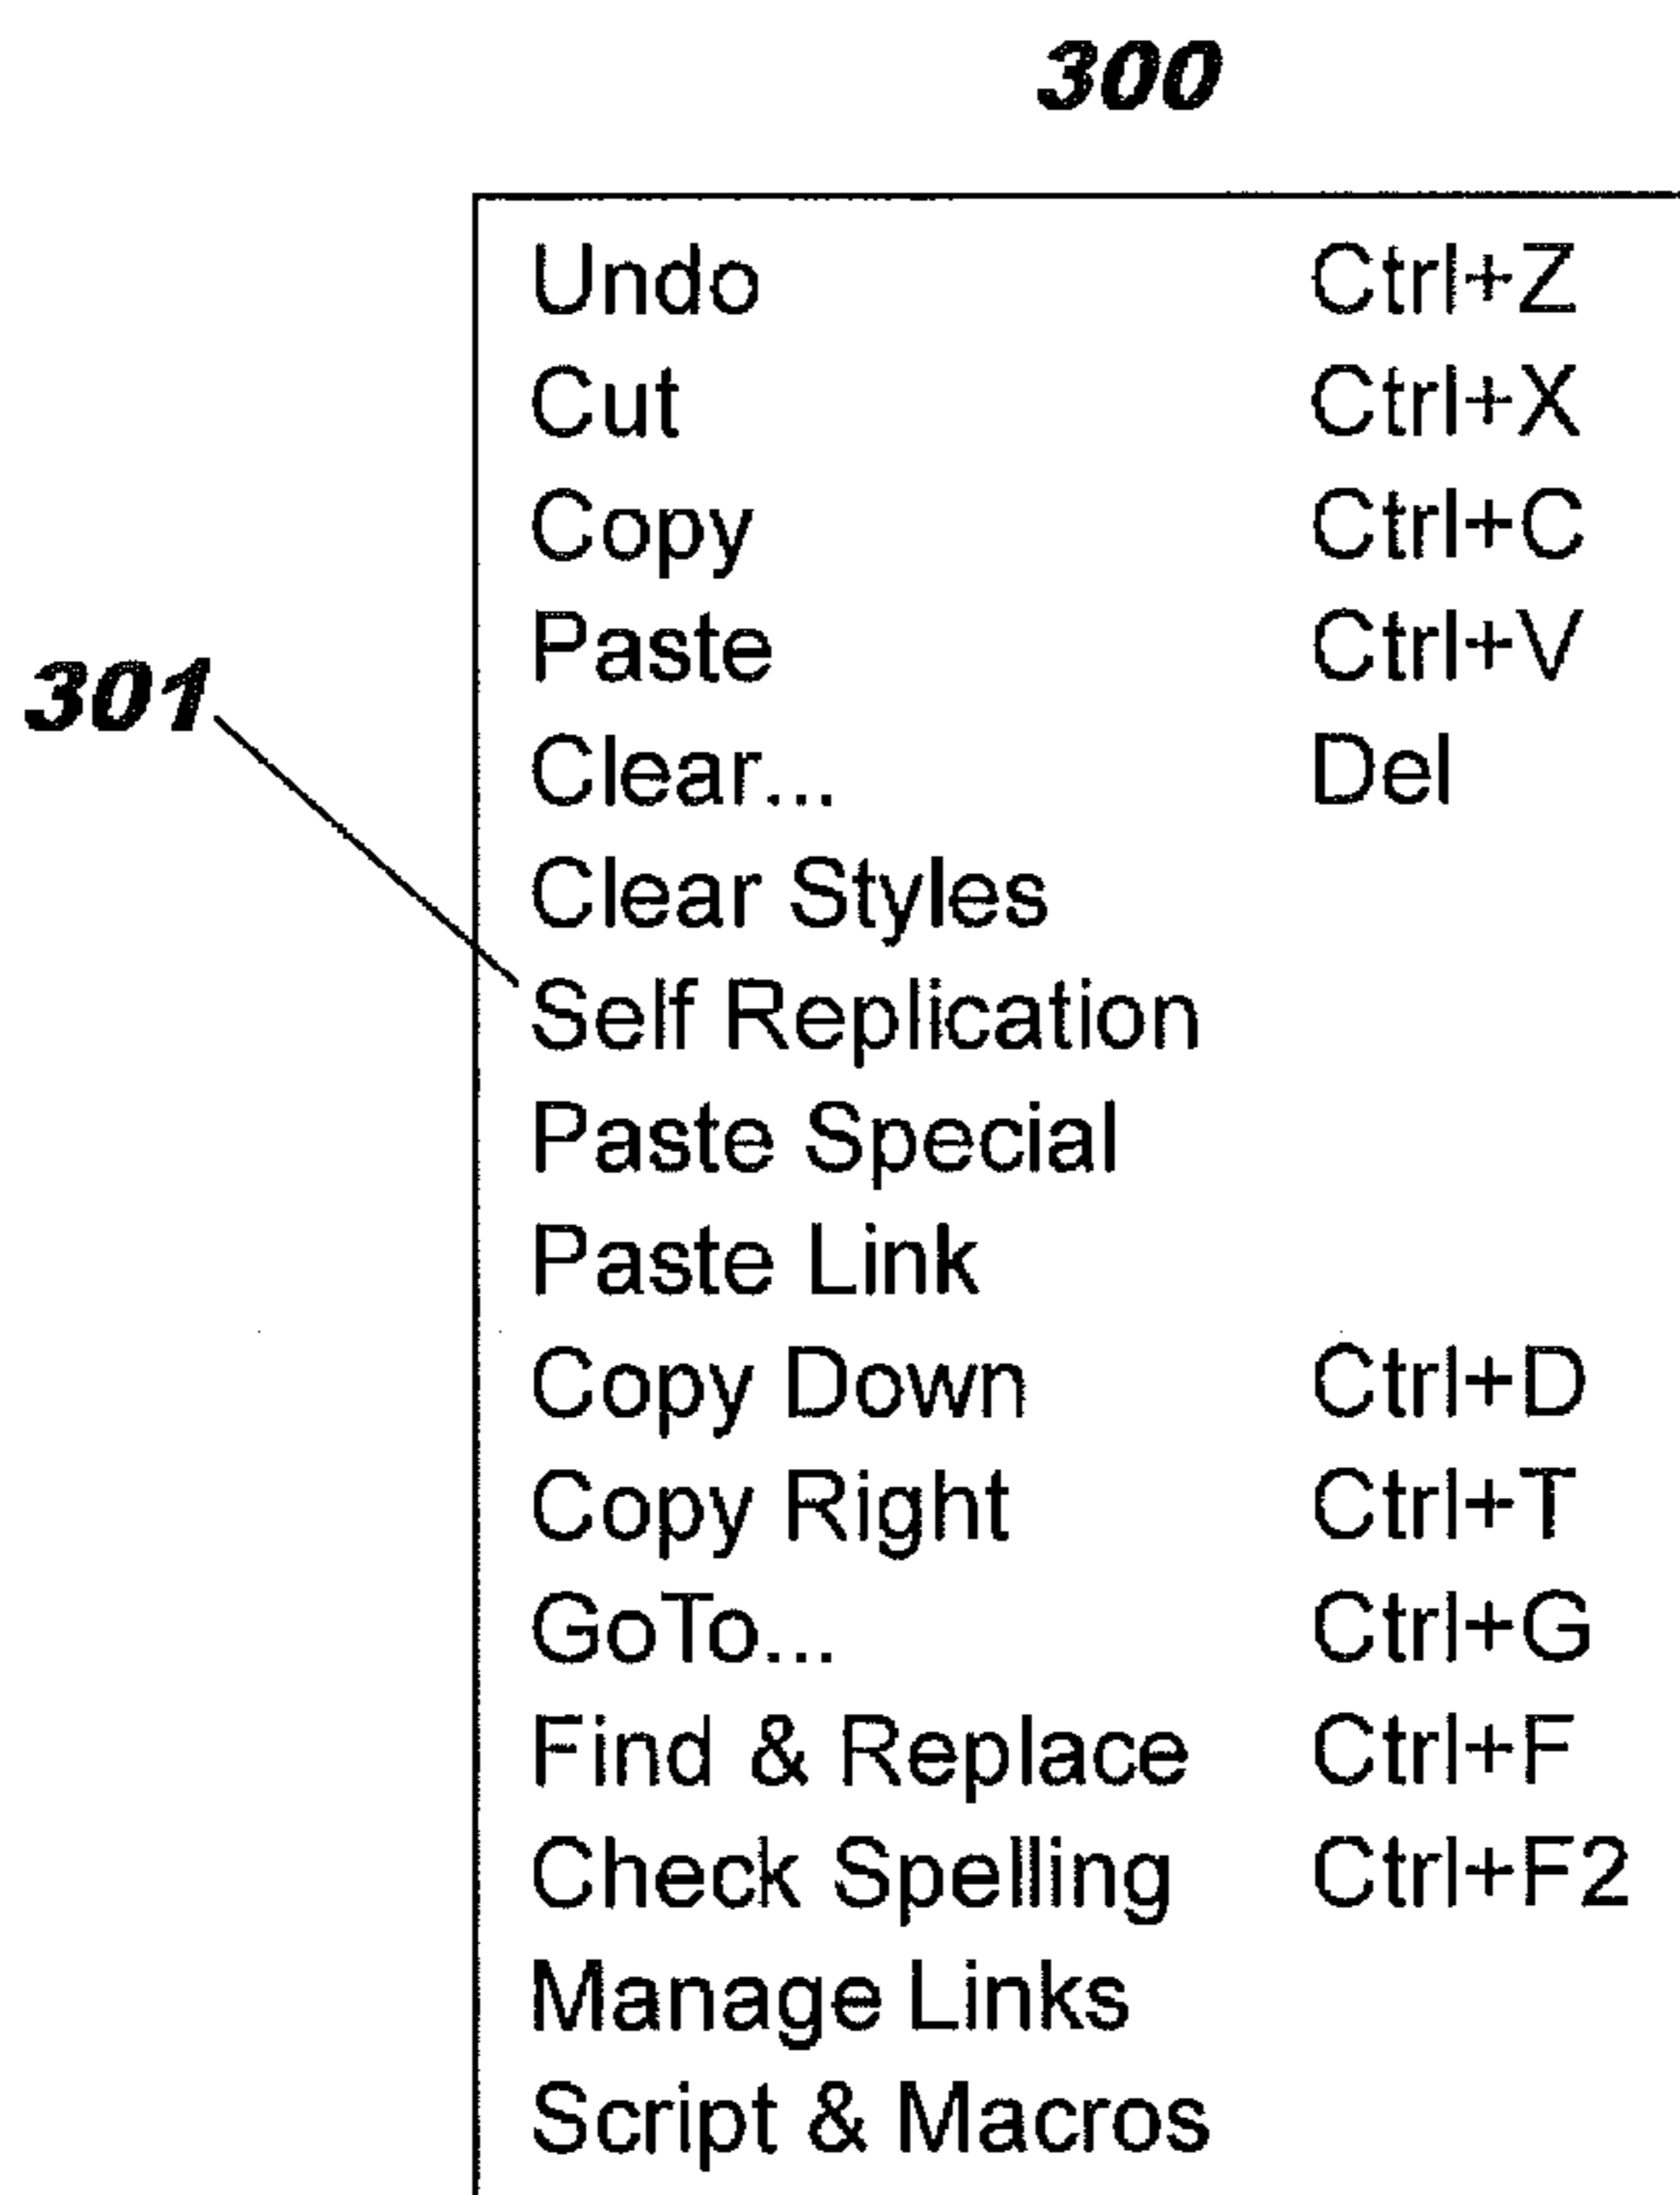 300
Undo Ctrl+Z
Cut Ctrl+X
Copy Ctrl+C
Paste Ctrl+V
301
Clear... Del
Clear Styles
Self Replication
Paste Special
Paste Link
Copy Down Ctrl+D
Copy Right Ctrl+T
GoTo... Ctrl+G
Find & Replace Ctrl+F
Check Spelling Ctrl+F2
Manage Links
Script & Macros